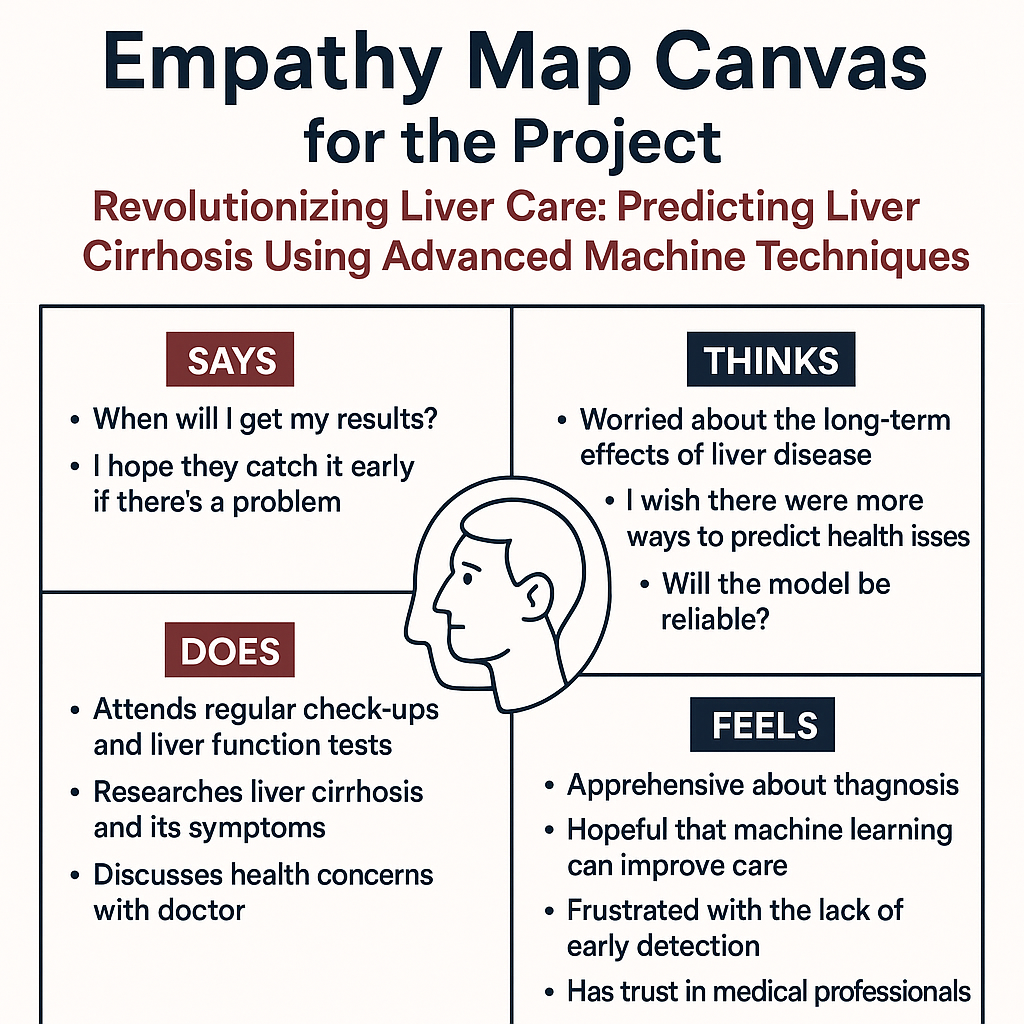 Empathy Map Canvas
for the Project
Revolutionizing Liver Care: Predicting Liver
Cirrhosis Using Advanced Machine Techniques
SAYS
• When will I get my results?
• I hope they catch it early
if there's a problem
THINKS
• Worried about the long-term
effects of liver disease
• I wish there were more
ways to predict health isses
• Will the model be
reliable?
DOES
• Attends regular check-ups
and liver function tests
• Researches liver cirrhosis
and its symptoms
• Discusses health concerns
with doctor
FEELS
• Apprehensive about thagnosis
• Hopeful that machine learning
can improve care
• Frustrated with the lack of
early detection
• Has trust in medical professionals